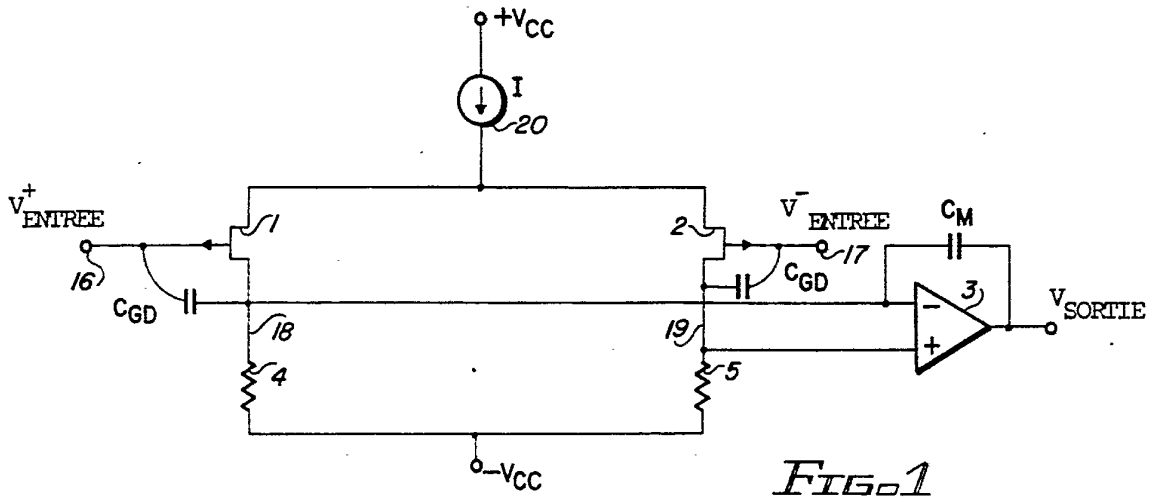 +VCC
I
20
V+ENTREE
1
2
V-ENTREE
CM
16
17
CGD
CGD
3
VSORTIE
18
19
-
+
4
5
-VCC
FIG.1